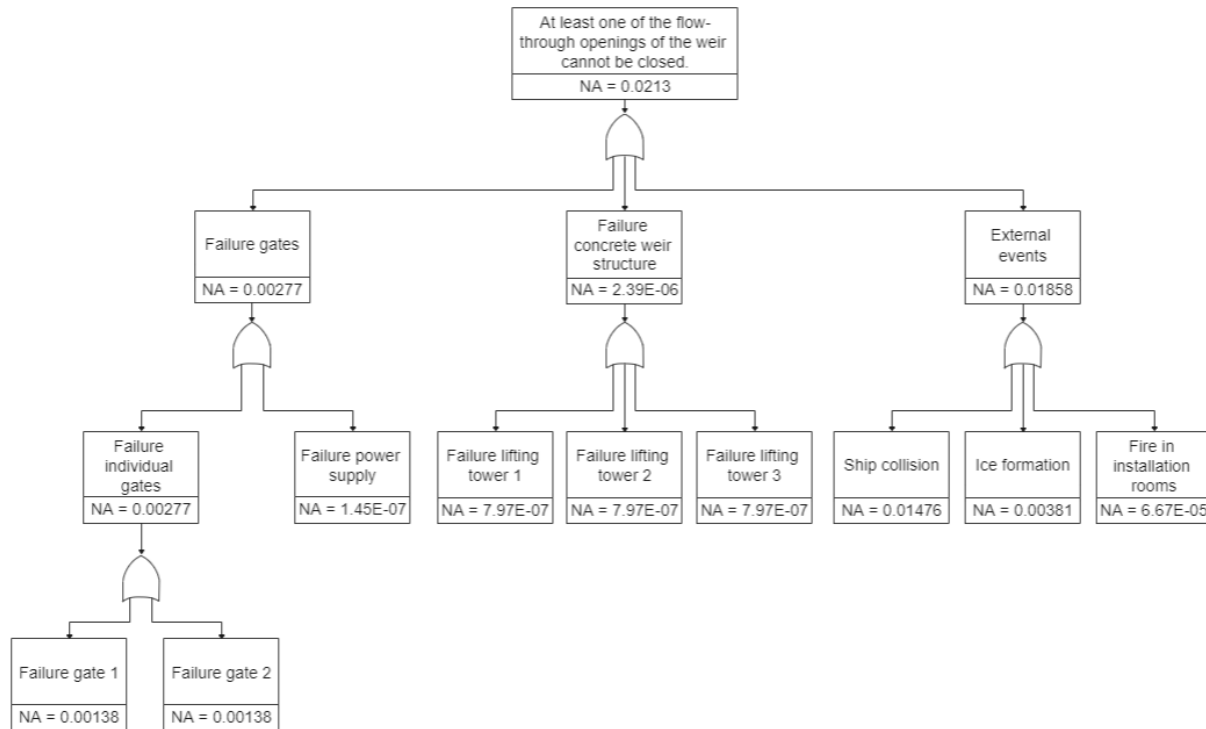 At least one of the flow-
through openings of the weir
cannot be closed.
NA = 0.0213
Failure gates
NA = 0.00277
Failure
concrete weir
structure
NA = 2.39E-06
External
events
NA = 0.01858
Failure
individual
gates
NA = 0.00277
Failure power
supply
NA = 1.45E-07
Failure lifting
tower 1
NA = 7.97E-07
Failure lifting
tower 2
NA = 7.97E-07
Failure lifting
tower 3
NA = 7.97E-07
Ship collision
NA = 0.01476
Ice formation
NA = 0.00381
Fire in
installation
rooms
NA = 6.67E-05
Failure gate 1
NA = 0.00138
Failure gate 2
NA = 0.00138